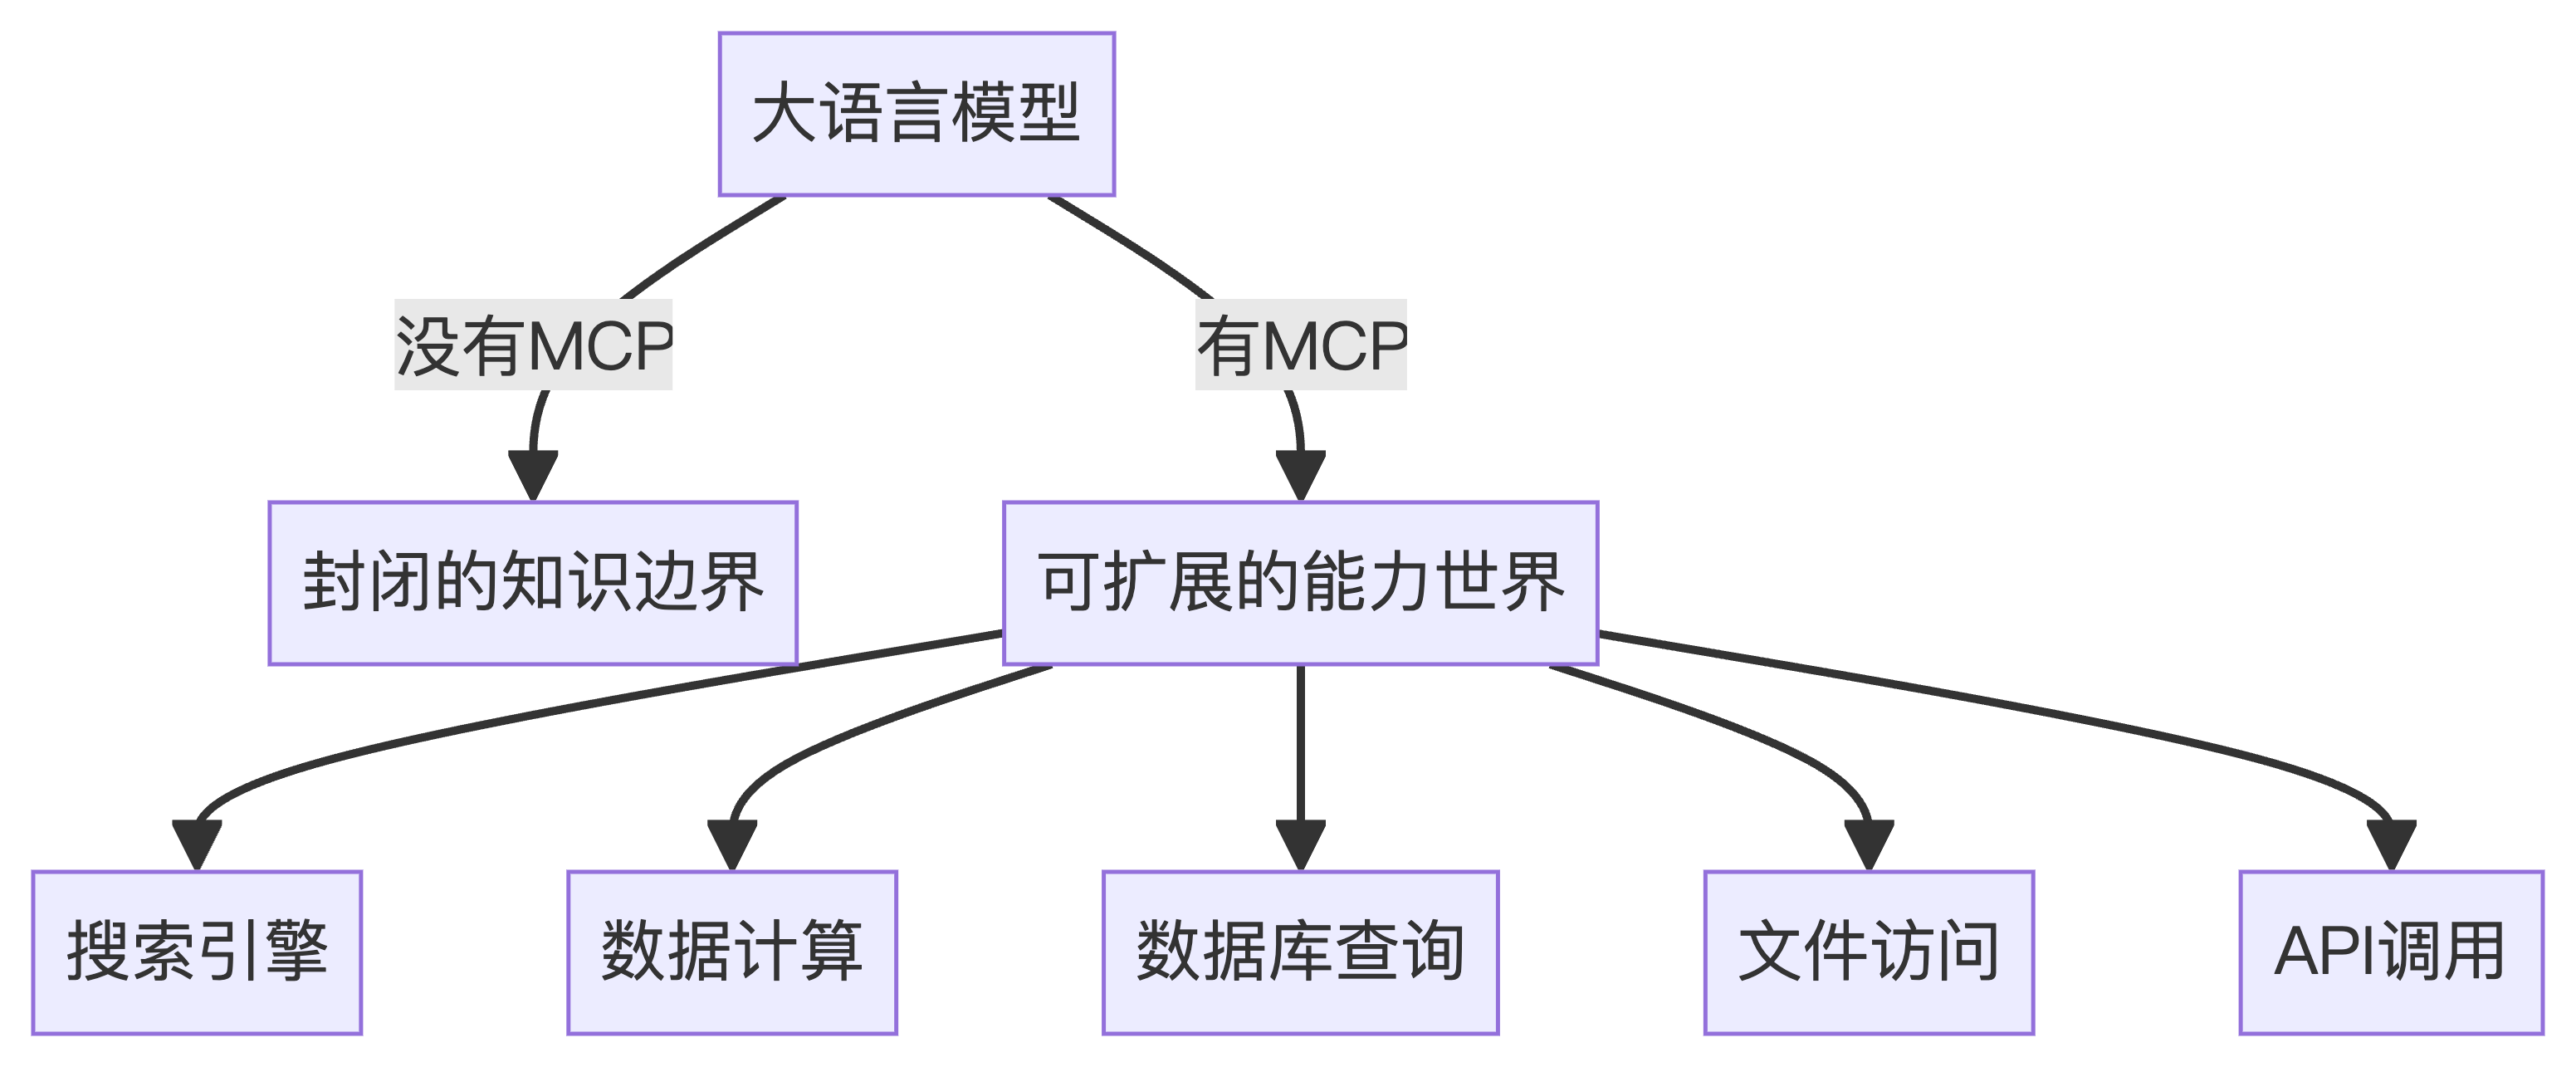 大语言模型
没有MCP
有MCP
封闭的知识边界
可扩展的能力世界
搜索引擎
数据计算
数据库查询
文件访问
API调用